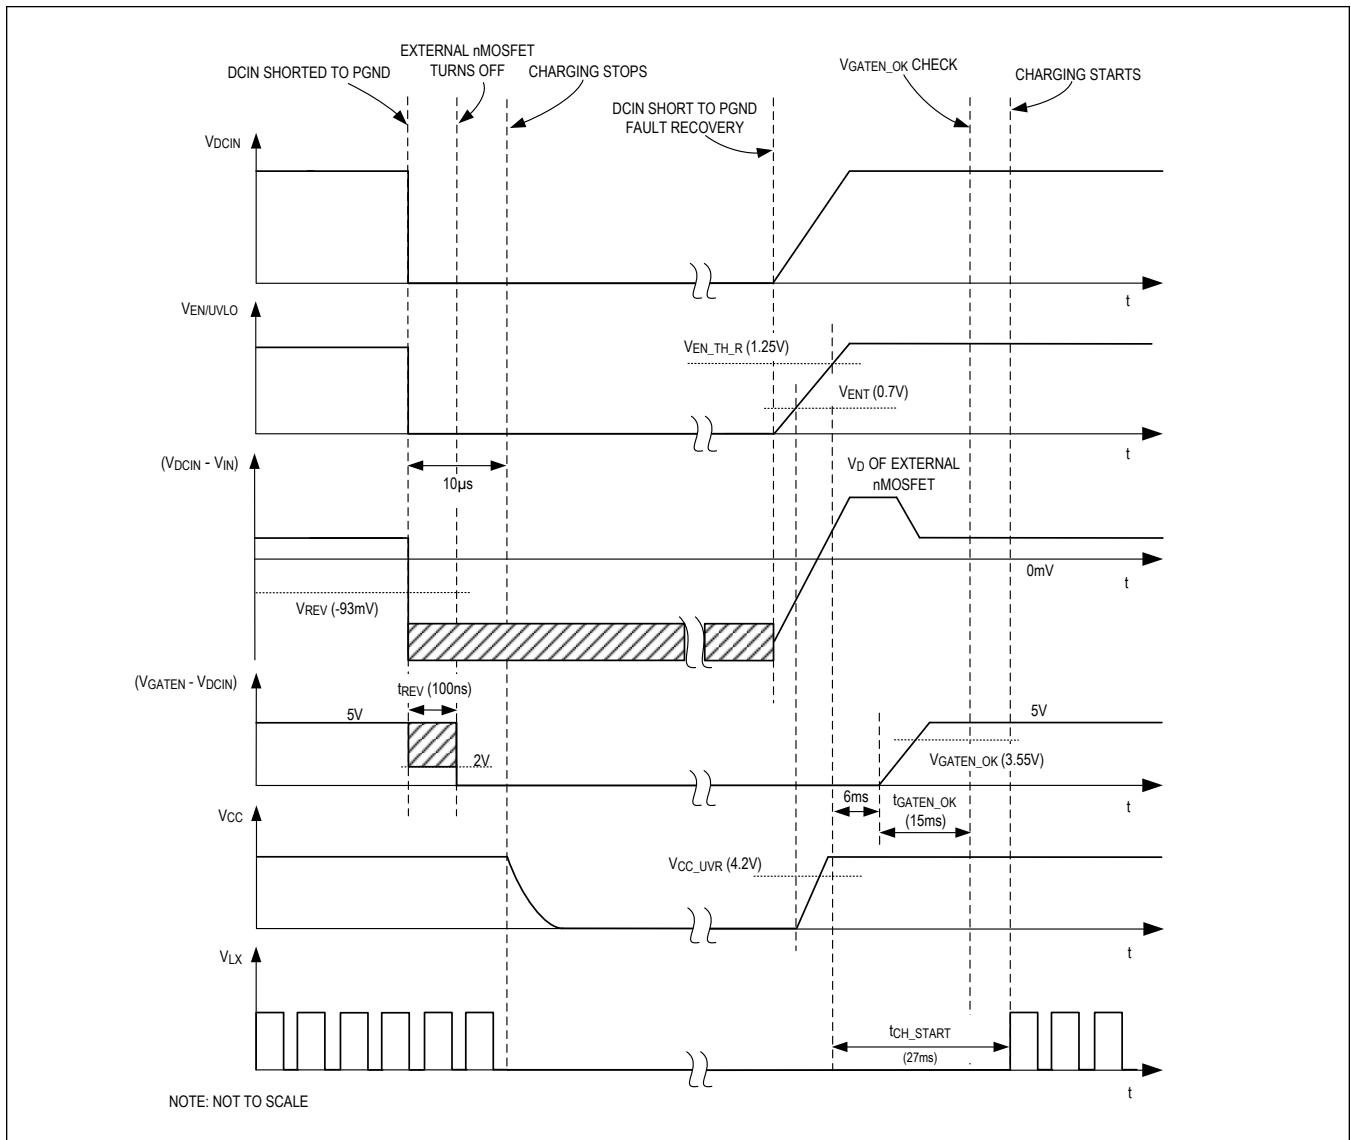 DCIN SHORTED TO PGND
EXTERNAL nMOSFET
TURNS OFF
CHARGING STOPS
DCIN SHORT TO PGND
FAULT RECOVERY
VGATEN_OK CHECK
CHARGING STARTS
VDCIN
t
VEN/UVLO
VEN_TH_R (1.25V)
VENT (0.7V)
t
(VDCIN - VIN)
10µs
VD OF EXTERNAL
nMOSFET
0mV
t
VREV (-93mV)
(VGATEN - VDCIN)
tREV (100ns)
5V
2V
5V
VGATEN_OK (3.55V)
t
6ms
tGATEN_OK
(15ms)
VCC
VCC_UVR (4.2V)
t
VLX
tCH_START
(27ms)
t
NOTE: NOT TO SCALE